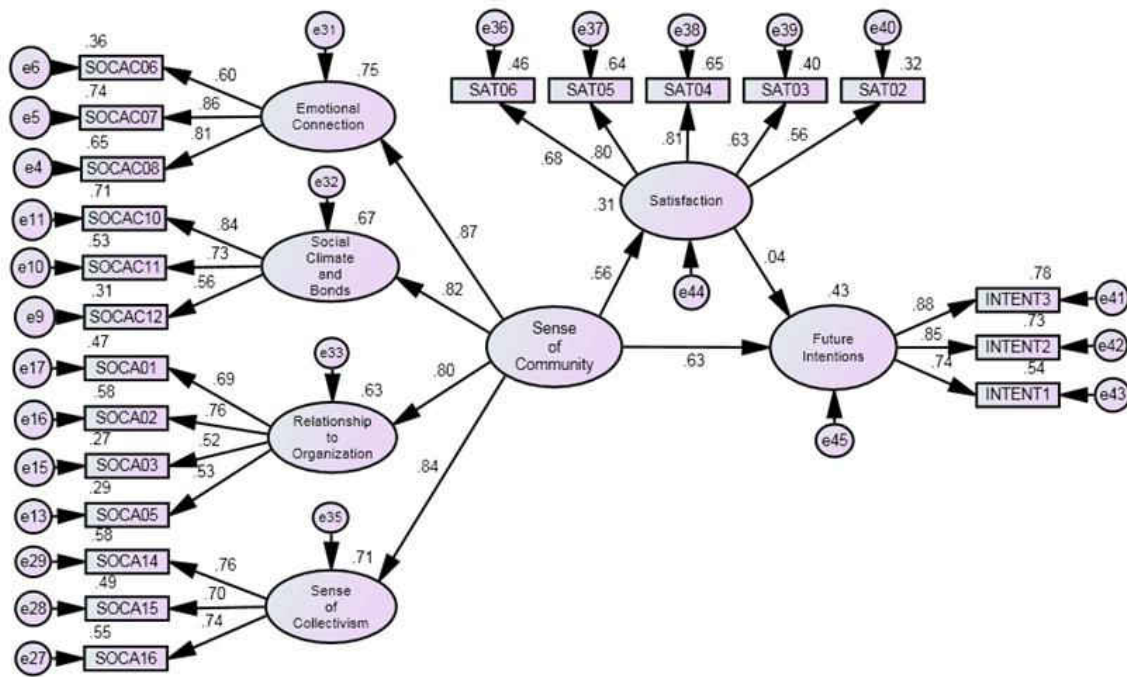 e31
e36
e37
e38
e39
e40
.36
e6
SOCAC06
.60
.75
.46
.64
.65
.40
.32
.74
SAT06
SAT05
SAT04
SAT03
SAT02
e5
SOCAC07
.86
Emotional
Connection
.65
.81
e4
SOCAC08
.68
.80
.81
.63
.56
.71
e32
e11
SOCAC10
.84
.67
.31
Satisfaction
.53
e10
SOCAC11
.73
Social
Climate
and
Bonds
.87
.31
.56
e9
SOCAC12
.82
.56
e44
.04
.43
.78
.47
e33
.88
INTENT3
e41
e17
SOCA01
.69
.80
Sense
of
Community
.63
Future
Intentions
.85
.73
INTENT2
e42
.58
.63
.74
.54
e16
SOCA02
.76
INTENT1
e43
.27
.52
Relationship
to
Organization
e45
e15
SOCA03
.53
.29
.84
e13
SOCA05
.58
e35
e29
SOCA14
.76
.71
.49
e28
SOCA15
.70
Sense
of
Collectivism
.55
.74
e27
SOCA16